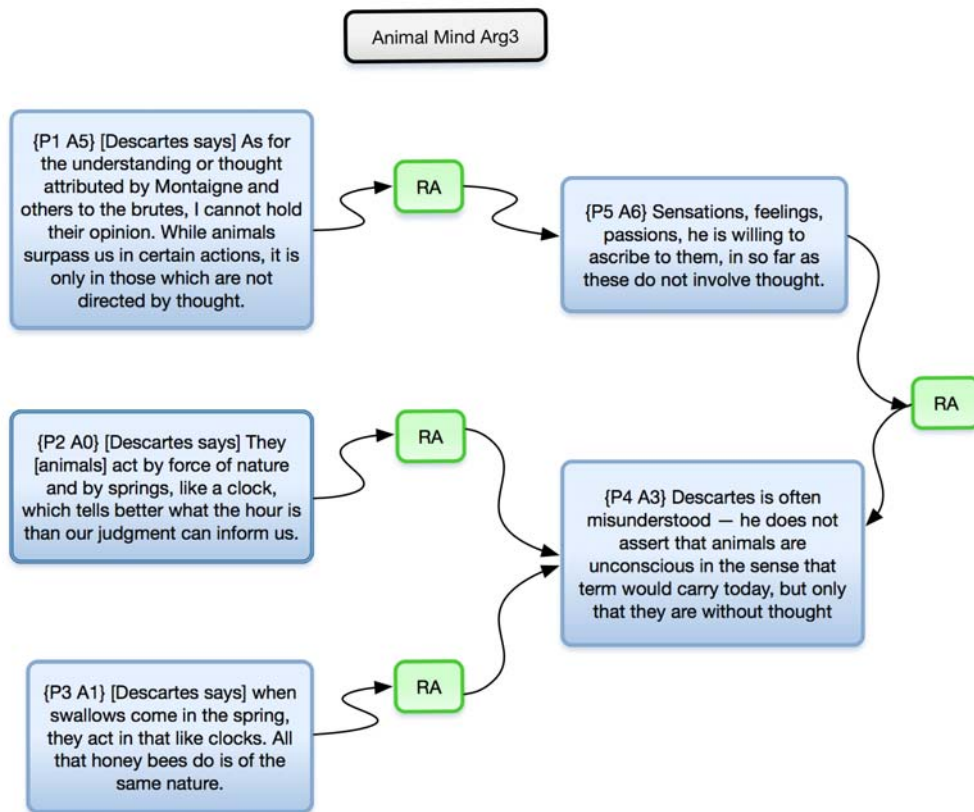 Animal Mind Arg3
{P1 A5} [Descartes says] As for
the understanding or thought
attributed by Montaigne and
others to the brutes, I cannot hold
their opinion. While animals
surpass us in certain actions, it is
only in those which are not
directed by thought.
RA
{P5 A6} Sensations, feelings,
passions, he is willing to
ascribe to them, in so far as
these do not involve thought.
RA
{P2 A0} [Descartes says] They
[animals] act by force of nature
and by springs, like a clock,
which tells better what the hour is
than our judgment can inform us.
RA
{P4 A3} Descartes is often
misunderstood — he does not
assert that animals are
unconscious in the sense that
term would carry today, but only
that they are without thought
{P3 A1} [Descartes says] when
swallows come in the spring,
they act in that like clocks. All
that honey bees do is of the
same nature.
RA